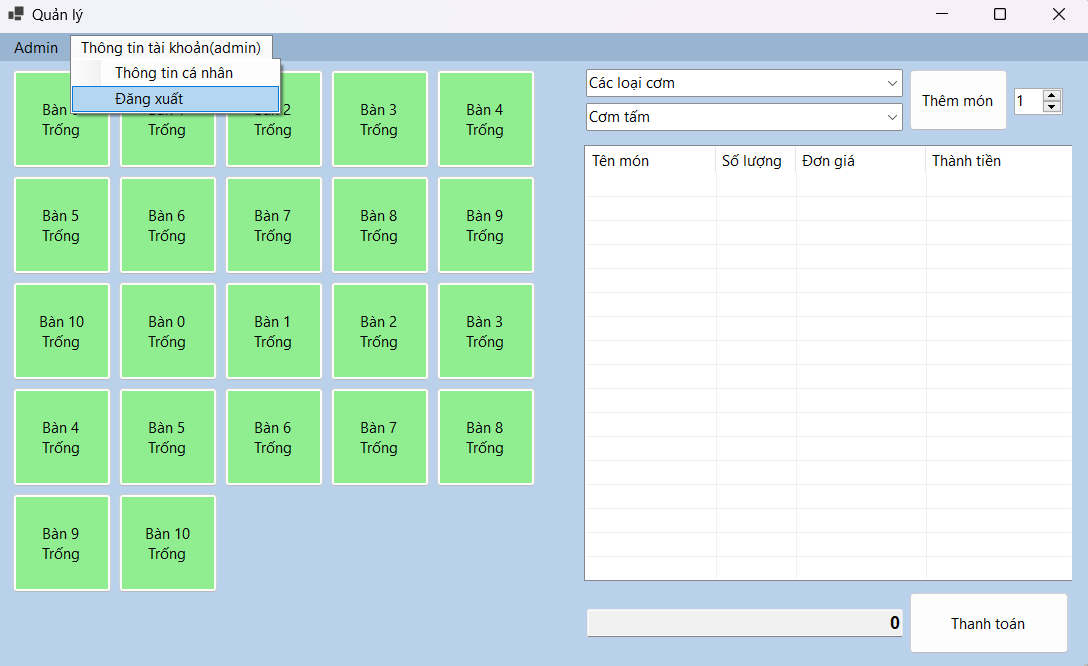 Quản lý
Admin
Thông tin tài khoản(admin)
Thông tin cá nhân
Đăng xuất
Bàn
Trống
Trống
2
Trống
Bàn 3
Trống
Bàn 4
Trống
Bàn 5
Trống
Bàn 6
Trống
Bàn 7
Trống
Bàn 8
Trống
Bàn 9
Trống
Bàn 10
Trống
Bàn 0
Trống
Bàn 1
Trống
Bàn 2
Trống
Bàn 3
Trống
Bàn 4
Trống
Bàn 5
Trống
Bàn 6
Trống
Bàn 7
Trống
Bàn 8
Trống
Bàn 9
Trống
Bàn 10
Trống
Các loại cơm
Cơm tấm
Thêm món
1
Tên món Số lượng Đơn giá Thành tiền
0
Thanh toán